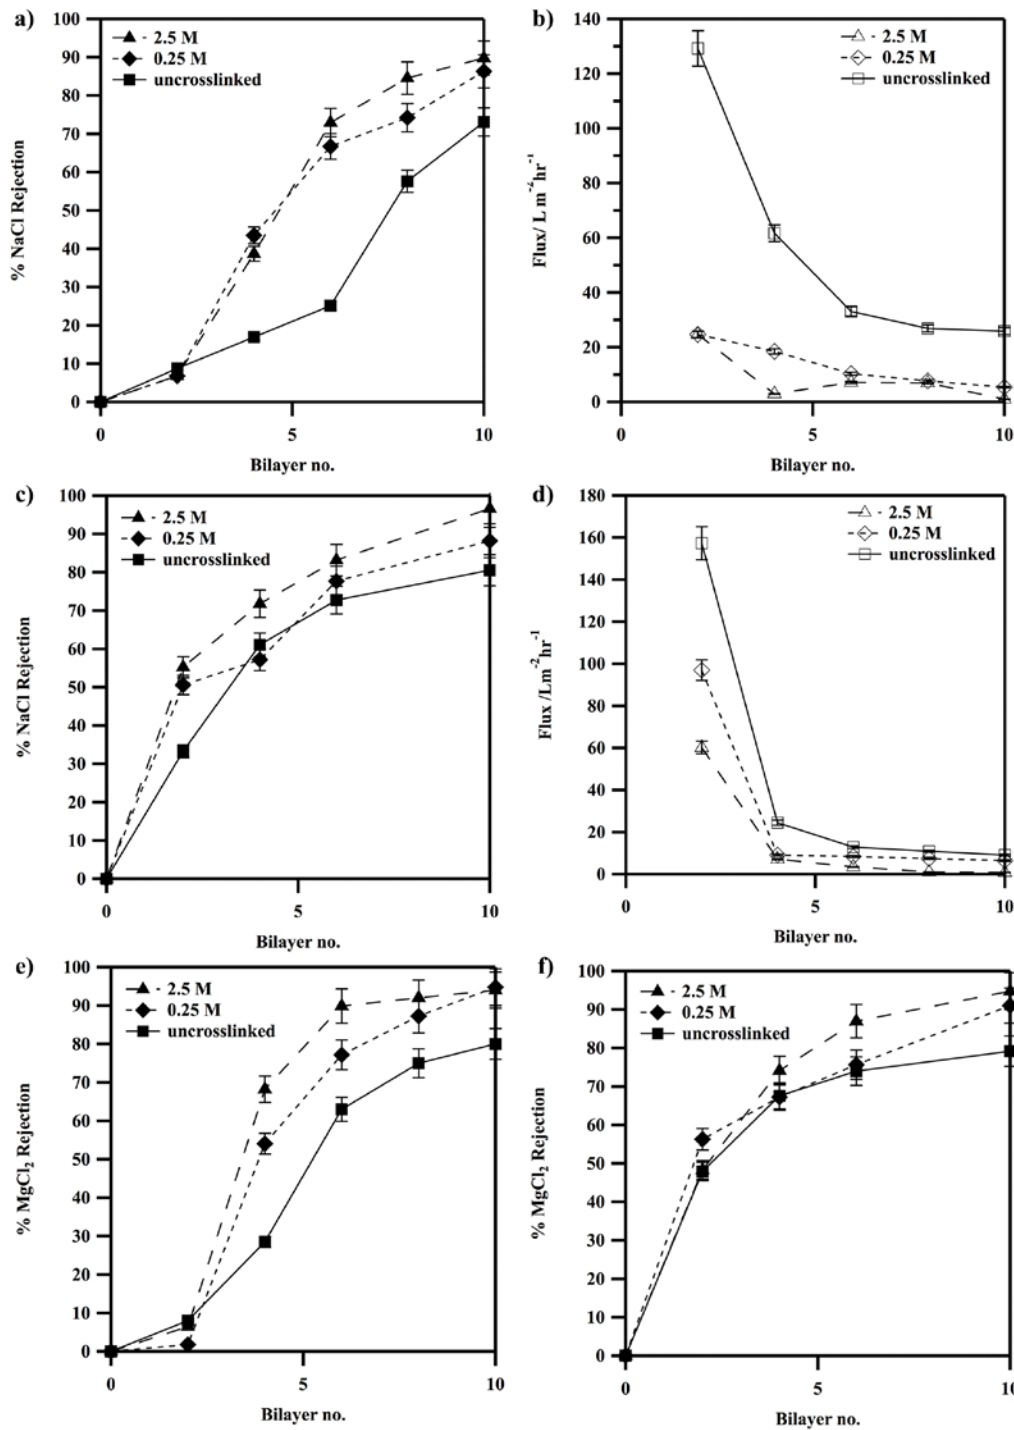 a)
100
90
80
70
60
50
40
30
20
10
0
% NaCl Rejection
2.5 M
0.25 M
uncrosslinked
0 5 10
Bilayer no.
b)
140
120
100
80
60
40
20
0
Flux/ L m⁻²hr⁻¹
2.5 M
0.25 M
uncrosslinked
0 5 10
Bilayer no.
c)
100
90
80
70
60
50
40
30
20
10
0
% NaCl Rejection
2.5 M
0.25 M
uncrosslinked
0 5 10
Bilayer no.
d)
180
160
140
120
100
80
60
40
20
0
Flux /Lm⁻²hr⁻¹
2.5 M
0.25 M
uncrosslinked
0 5 10
Bilayer no.
e)
100
90
80
70
60
50
40
30
20
10
0
% MgCl₂ Rejection
2.5 M
0.25 M
uncrosslinked
0 5 10
Bilayer no.
f)
100
90
80
70
60
50
40
30
20
10
0
% MgCl₂ Rejection
2.5 M
0.25 M
uncrosslinked
0 5 10
Bilayer no.